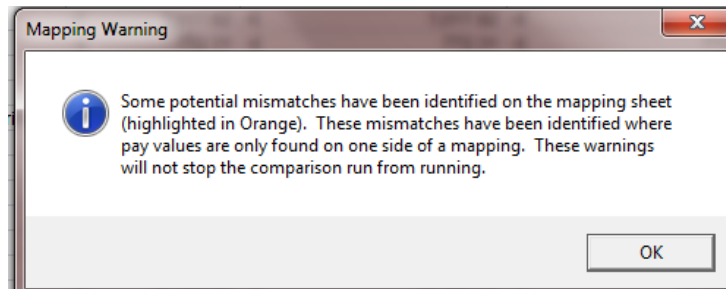 Mapping Warning
Some potential mismatches have been identified on the mapping sheet
(highlighted in Orange).  These mismatches have been identified where
pay values are only found on one side of a mapping.  These warnings
will not stop the comparison run from running.
OK